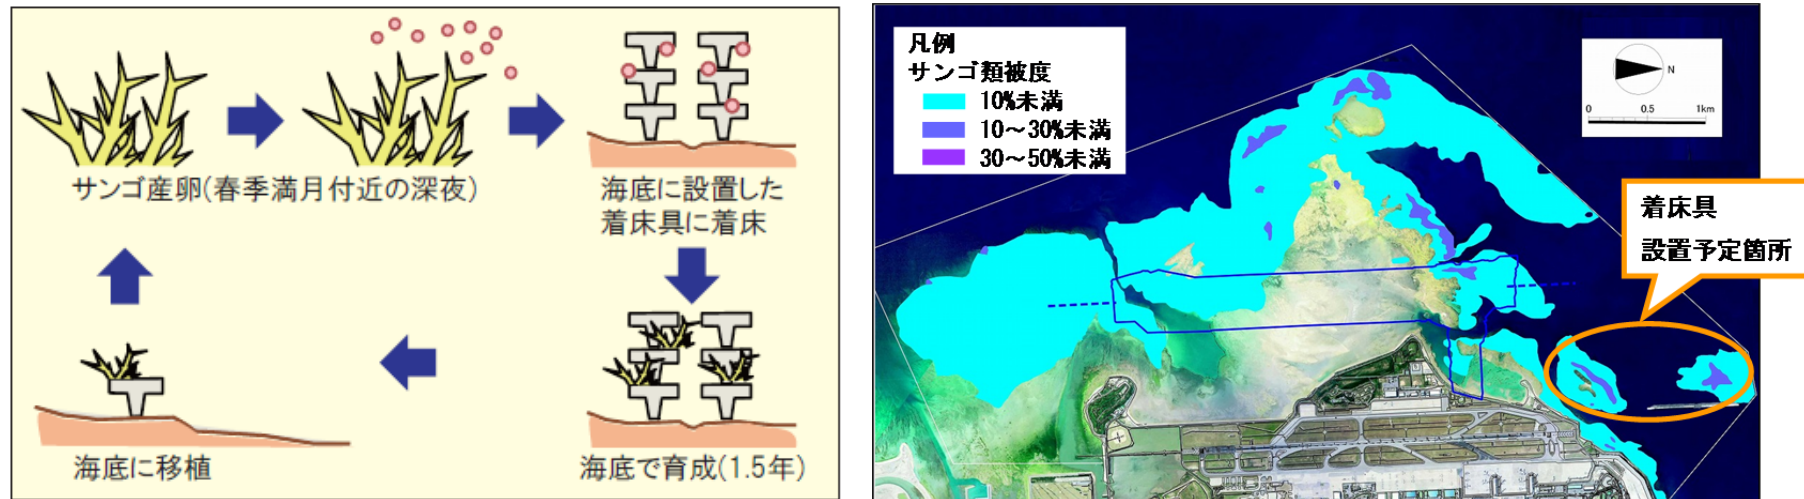 サンゴ産卵(春季満月付近の深夜)
海底に設置した
着床具に着床
海底に移植
海底で育成(1.5年)
凡例
サンゴ類被度
10%未満
10～30%未満
30～50%未満
N
0 0.5 1km
着床具
設置予定箇所